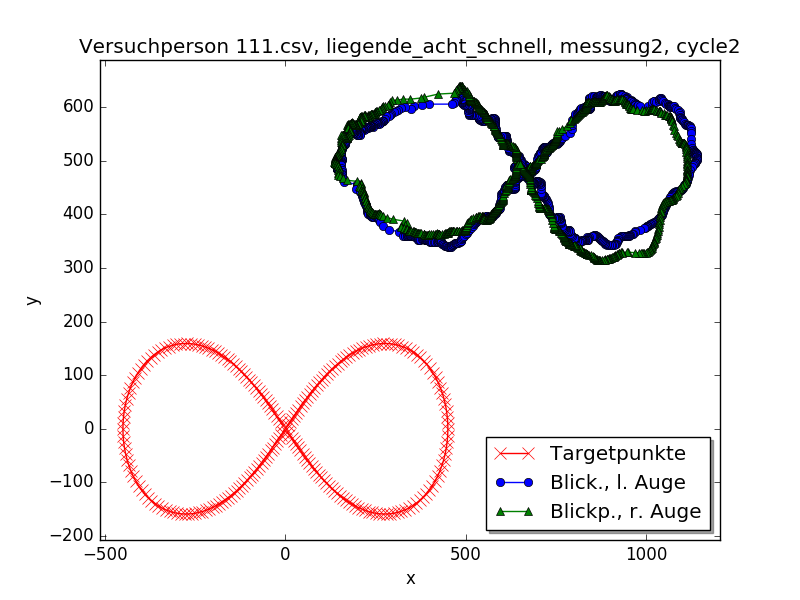 Versuchperson 111.csv, liegende_acht_schnell, messung2, cycle2
600
500
400
300
200
100
0
−100
−200
y
Targetpunkte
Blick., l. Auge
Blickp., r. Auge
−500
0
500
1000
x